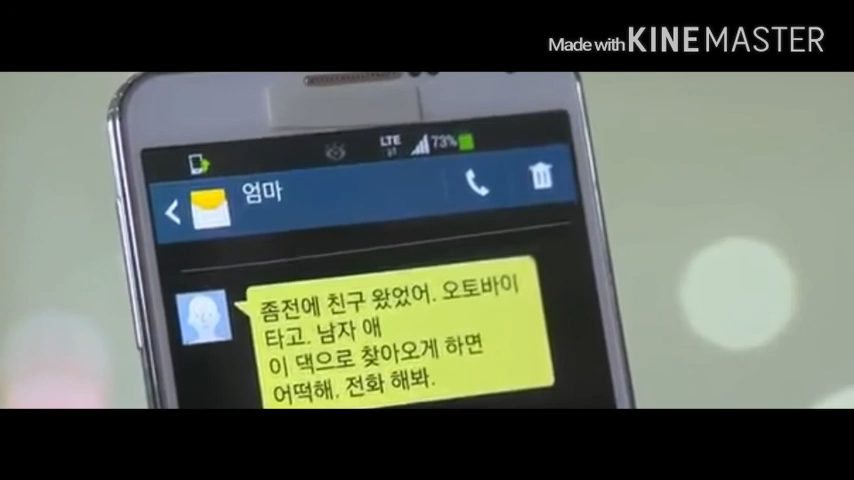 Made with KINEMASTER
LTE 73%
엄마
좀전에 친구 왔었어. 오토바이
타고. 남자 애
이 댁으로 찾아오게 하면
어떡해. 전화 해봐.